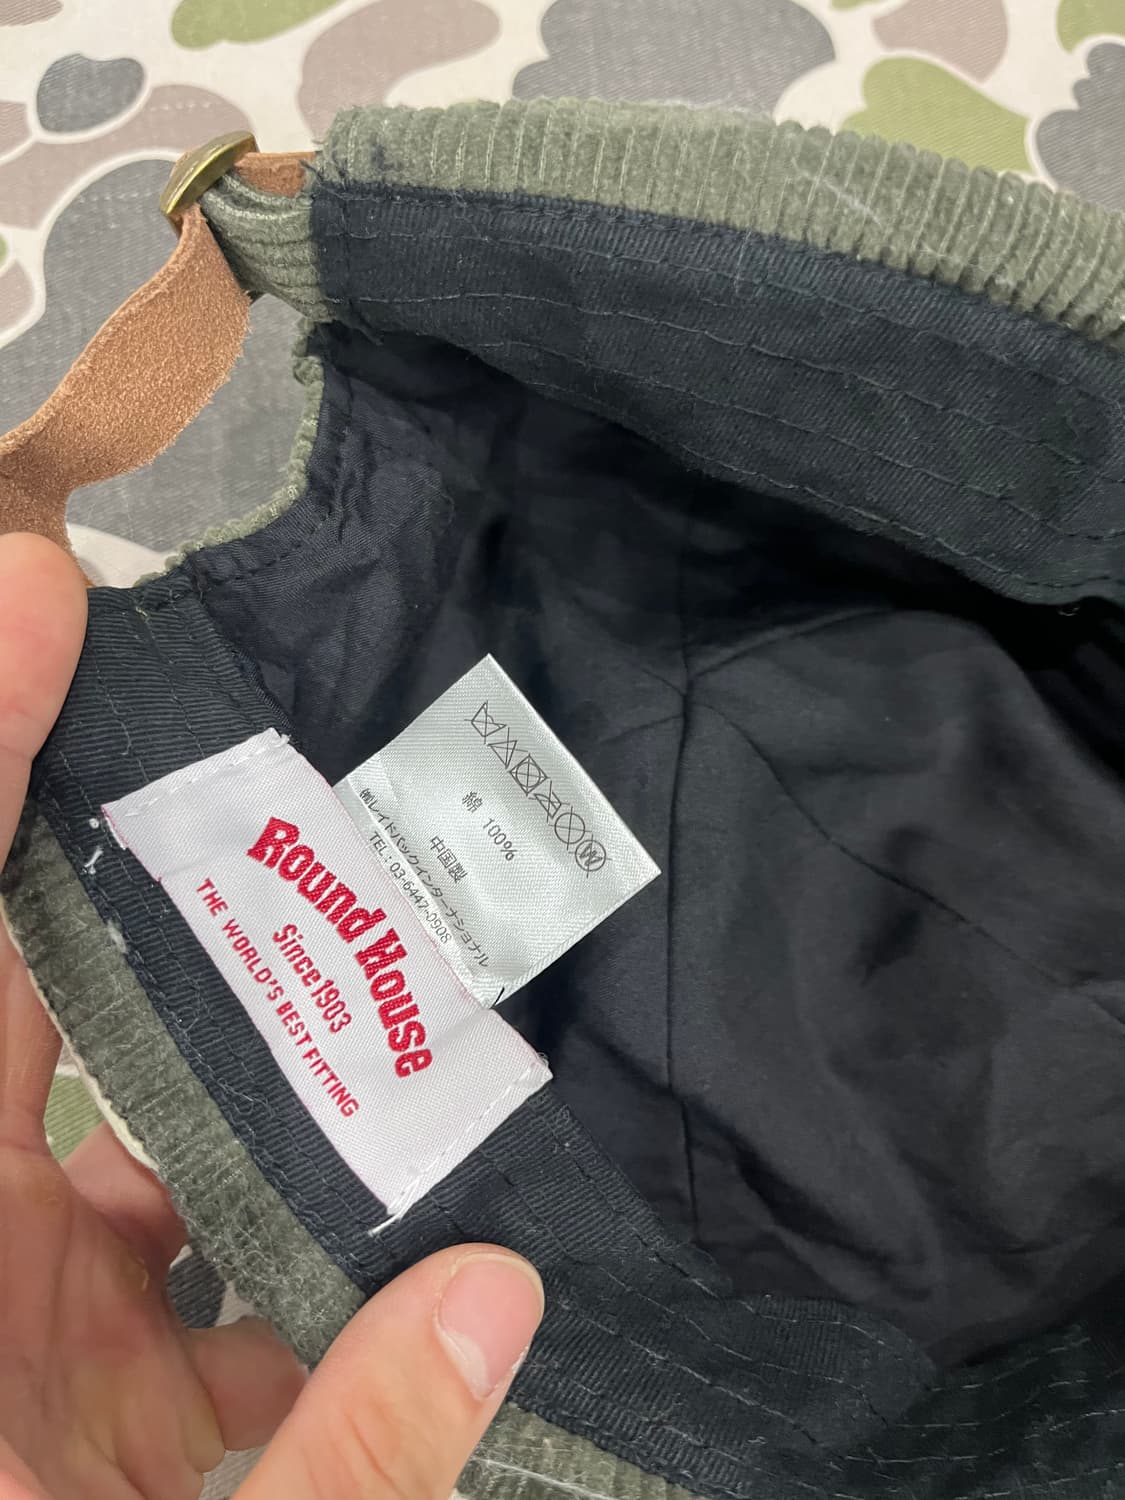 Round House
Since 1903
THE WORLD'S BEST FITTING
綿 100%
中国製
㈱レイドバックインターナショナル
TEL : 03-6447-0908